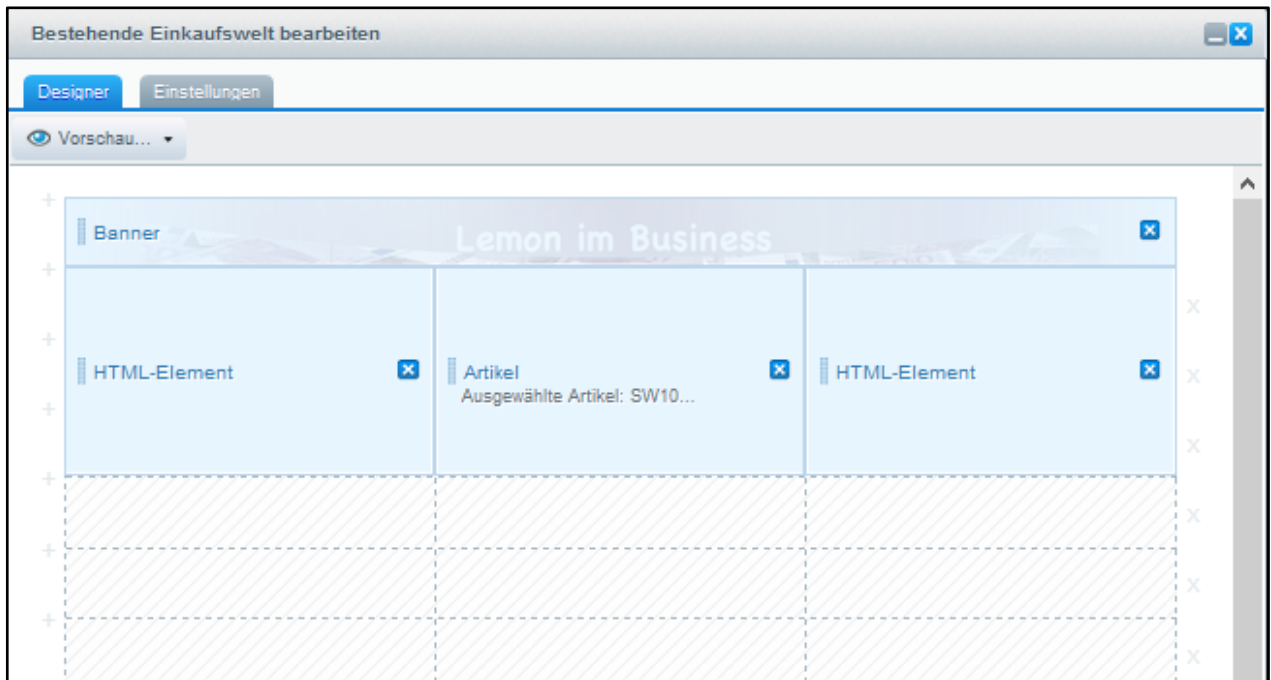 Bestehende Einkaufswelt bearbeiten
Designer Einstellungen
Vorschau...
Banner
Lemon im Business
HTML-Element
Artikel
Ausgewählte Artikel: SW10...
HTML-Element